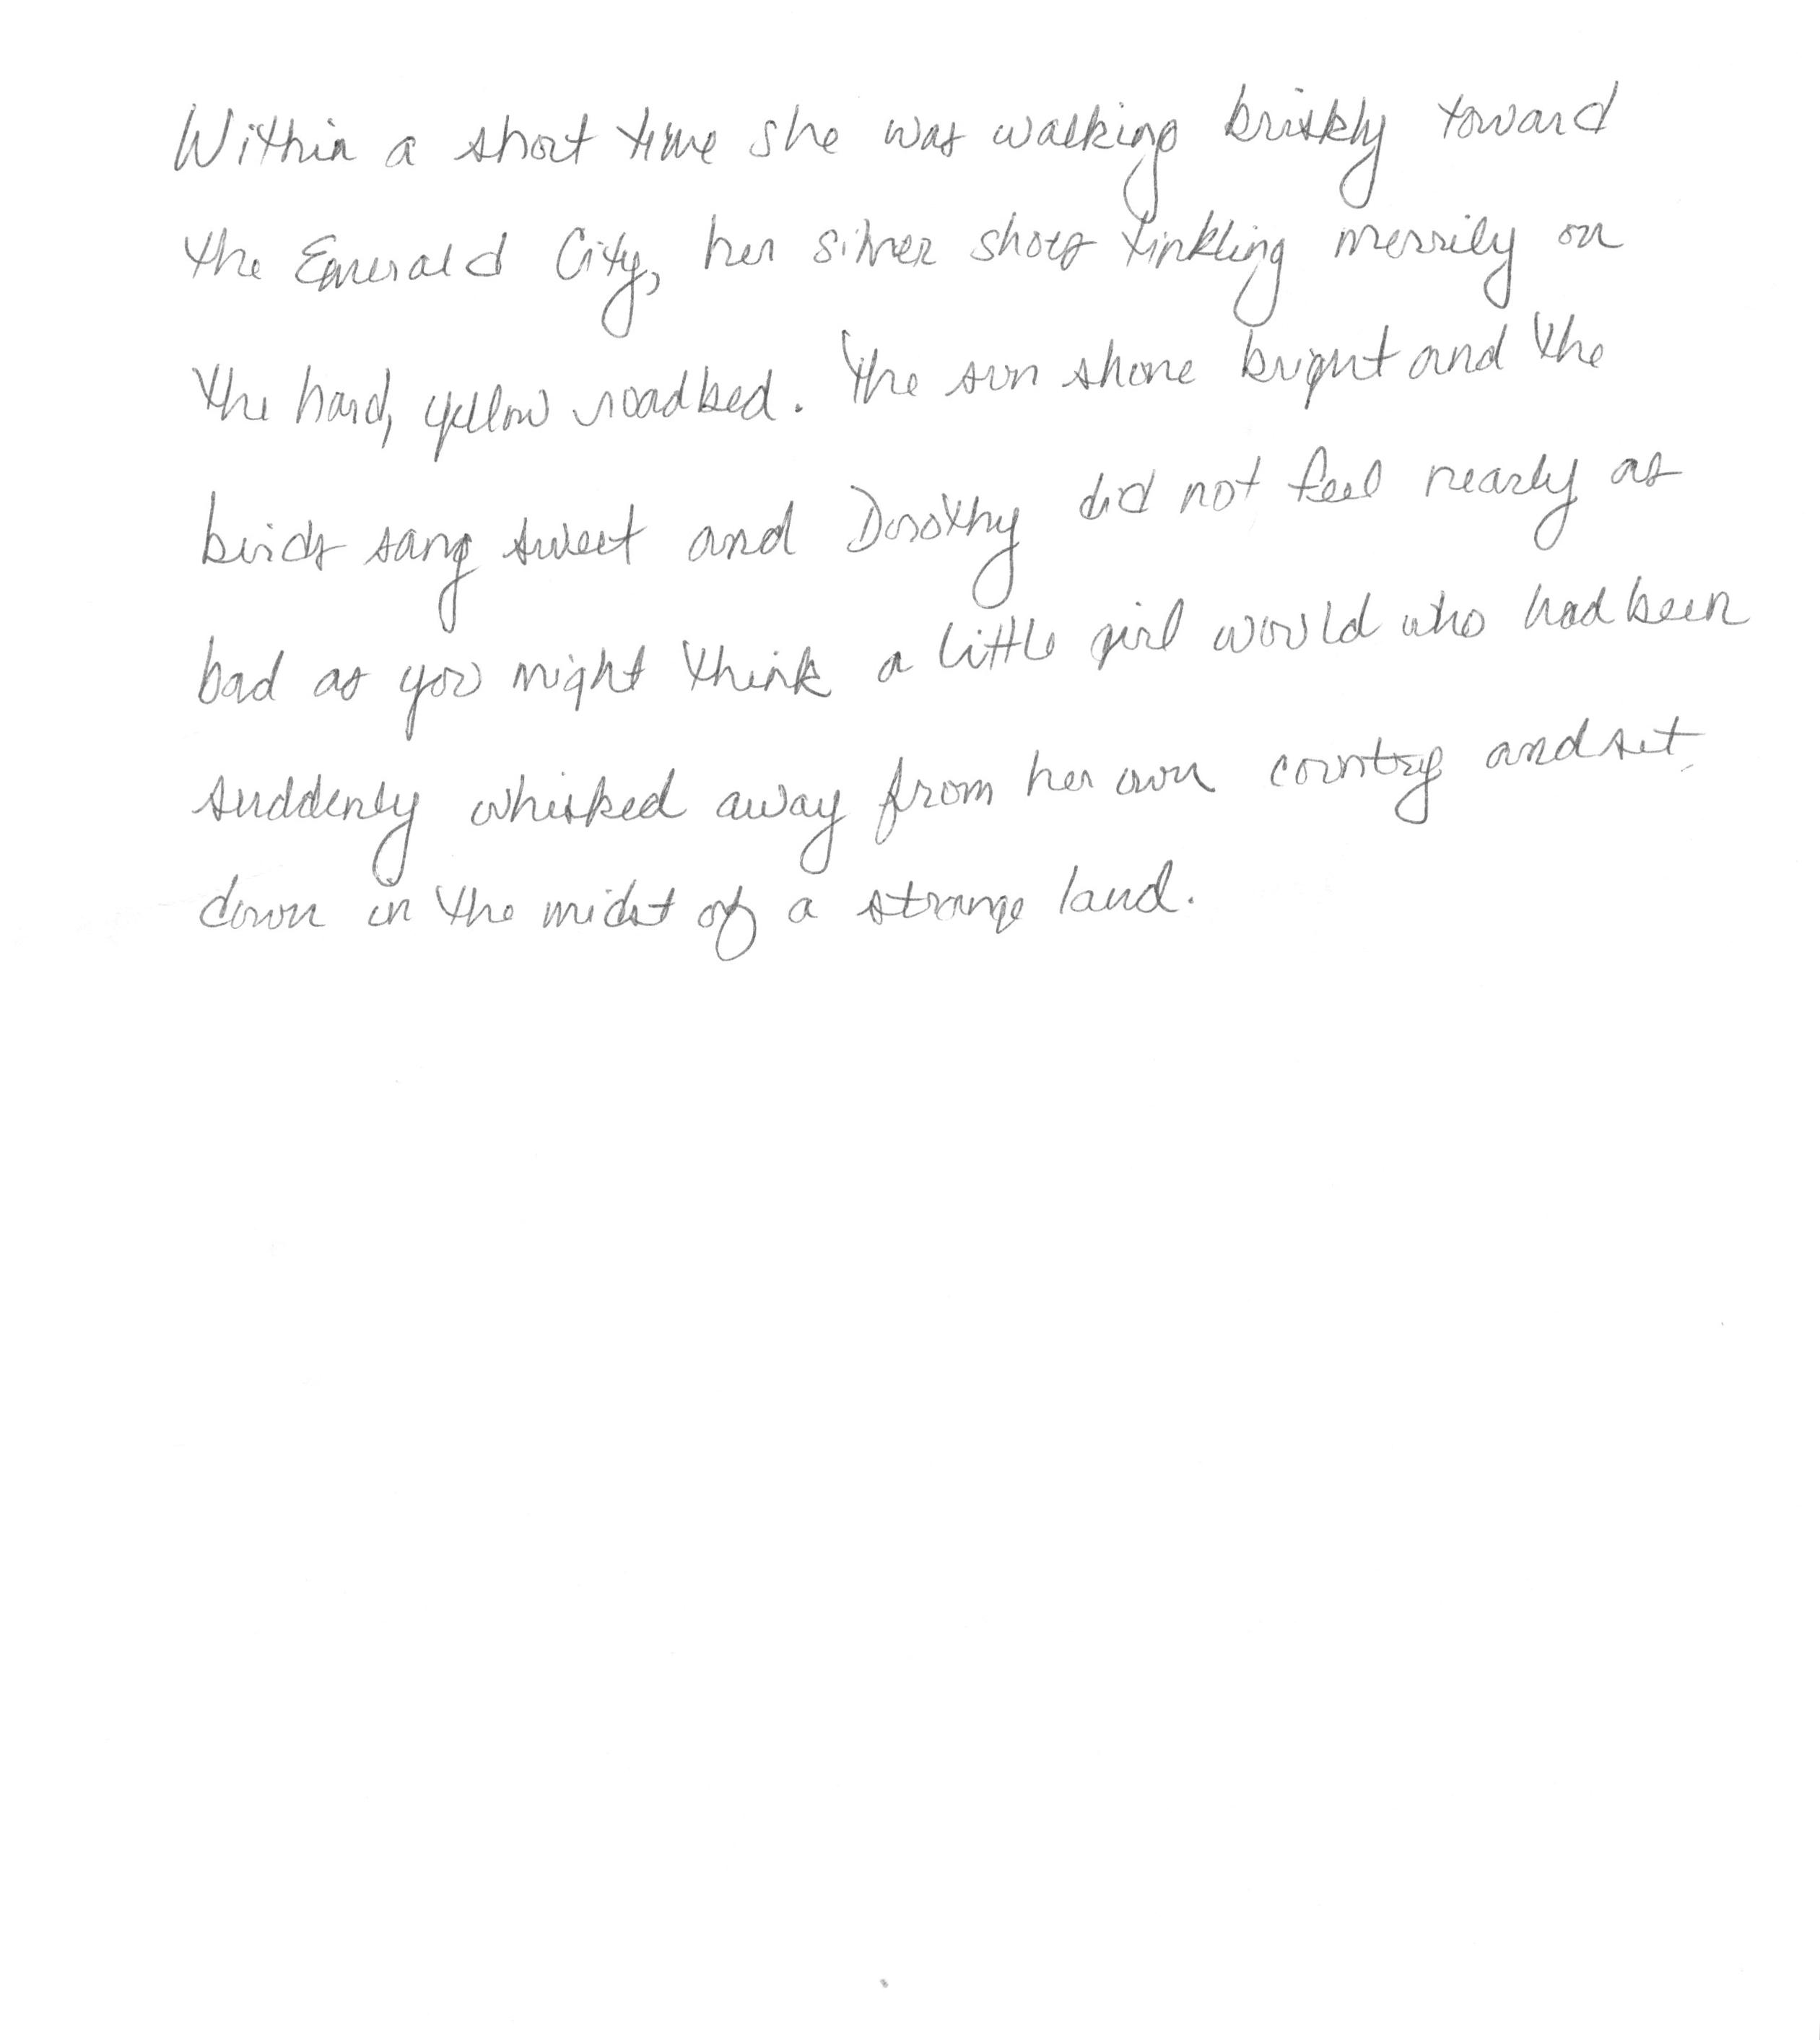 Within a short time she was walking briskly toward
the Emerald City, her silver shoes tinkling merrily on
the hard, yellow roadbed. The sun shone bright and the
birds sang sweet and Dorothy did not feel nearly as
bad as you might think a little girl would who had been
suddenly whisked away from her own country and set
down in the midst of a strange land.